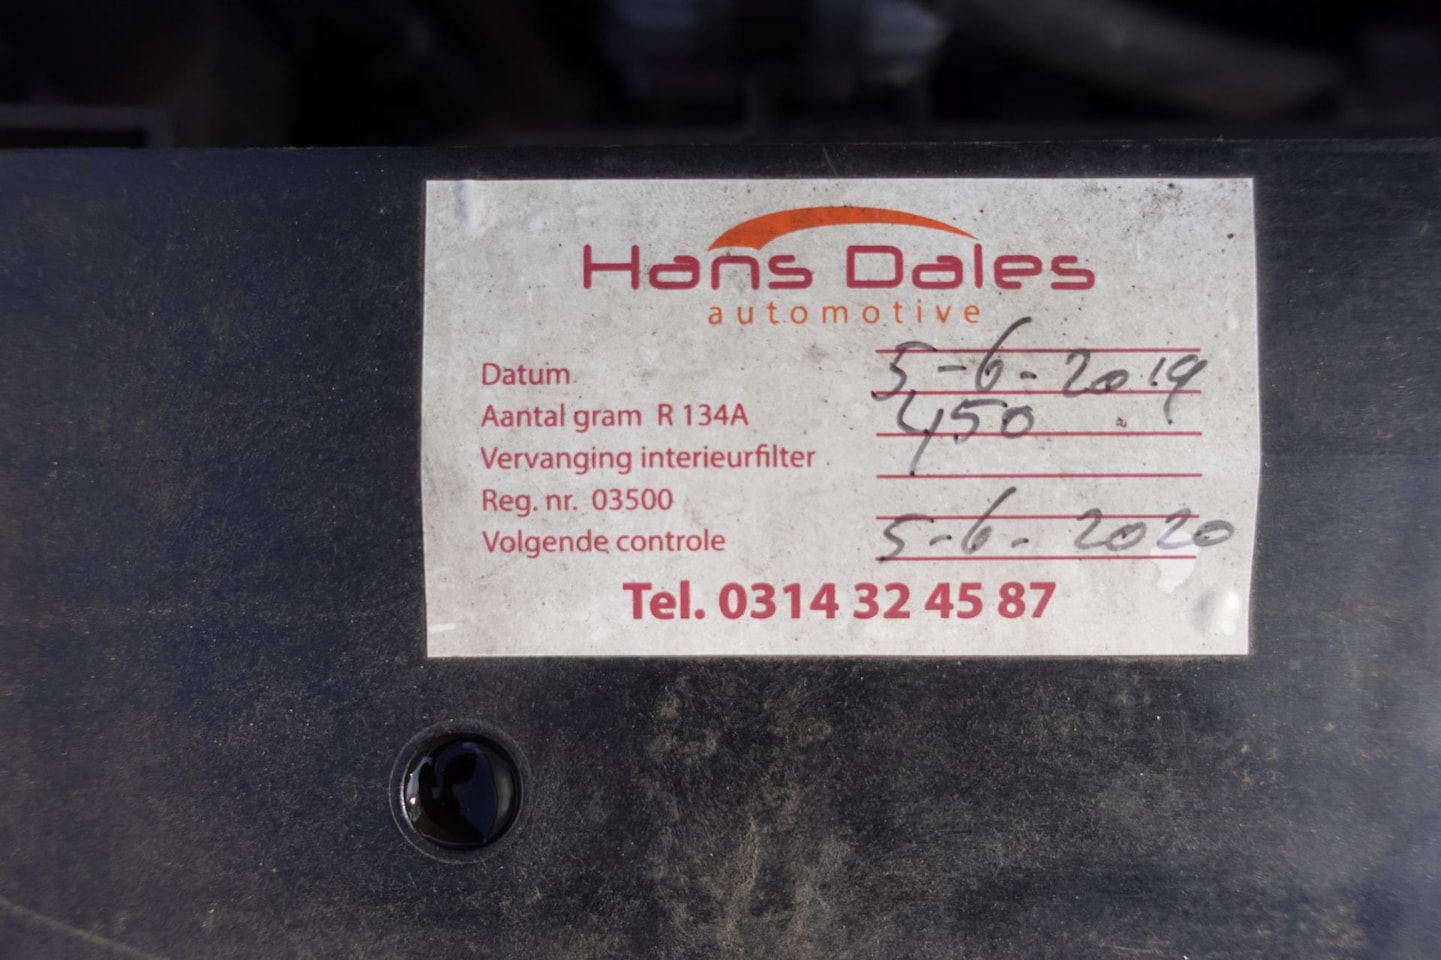 Hans Dales
automotive
Datum 5-6-2019
Aantal gram R 134A 450
Vervanging interieurfilter
Reg. nr. 03500
Volgende controle 5-6-2020
Tel. 0314 32 45 87